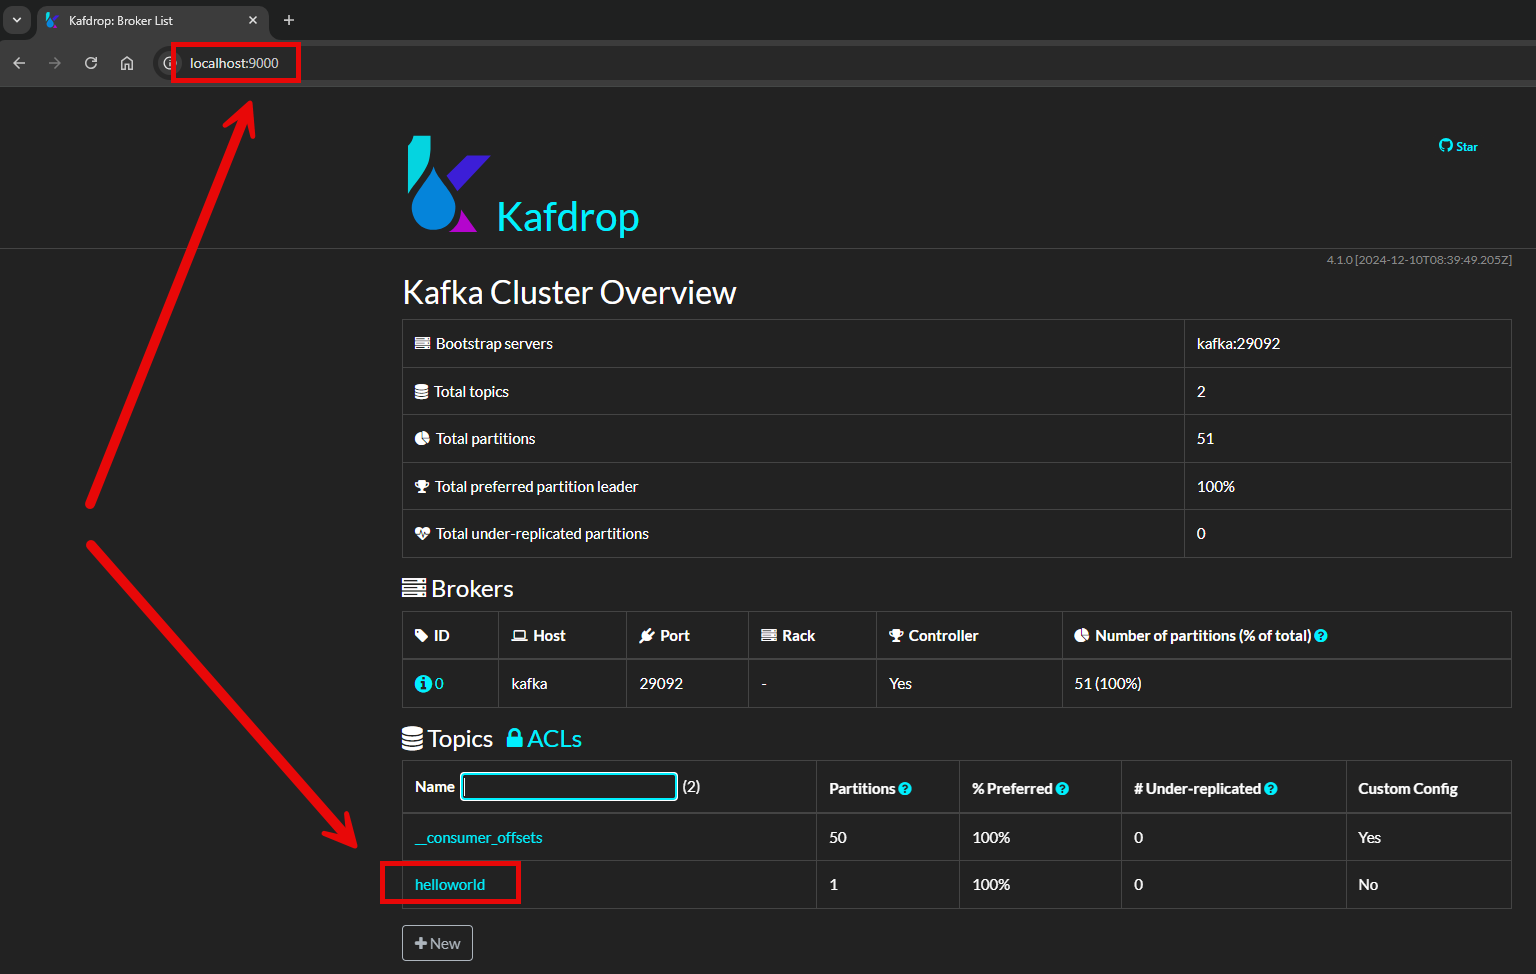 Kafdrop: Broker List
localhost:9000
Star
Kafdrop
4.1.0 [2024-12-10T08:39:49.205Z]
Kafka Cluster Overview
Bootstrap servers kafka:29092
Total topics 2
Total partitions 51
Total preferred partition leader 100%
Total under-replicated partitions 0
Brokers
ID Host Port Rack Controller Number of partitions (% of total)
0 kafka 29092 - Yes 51 (100%)
Topics ACLs
Name (2) Partitions % Preferred # Under-replicated Custom Config
__consumer_offsets 50 100% 0 Yes
helloworld 1 100% 0 No
New